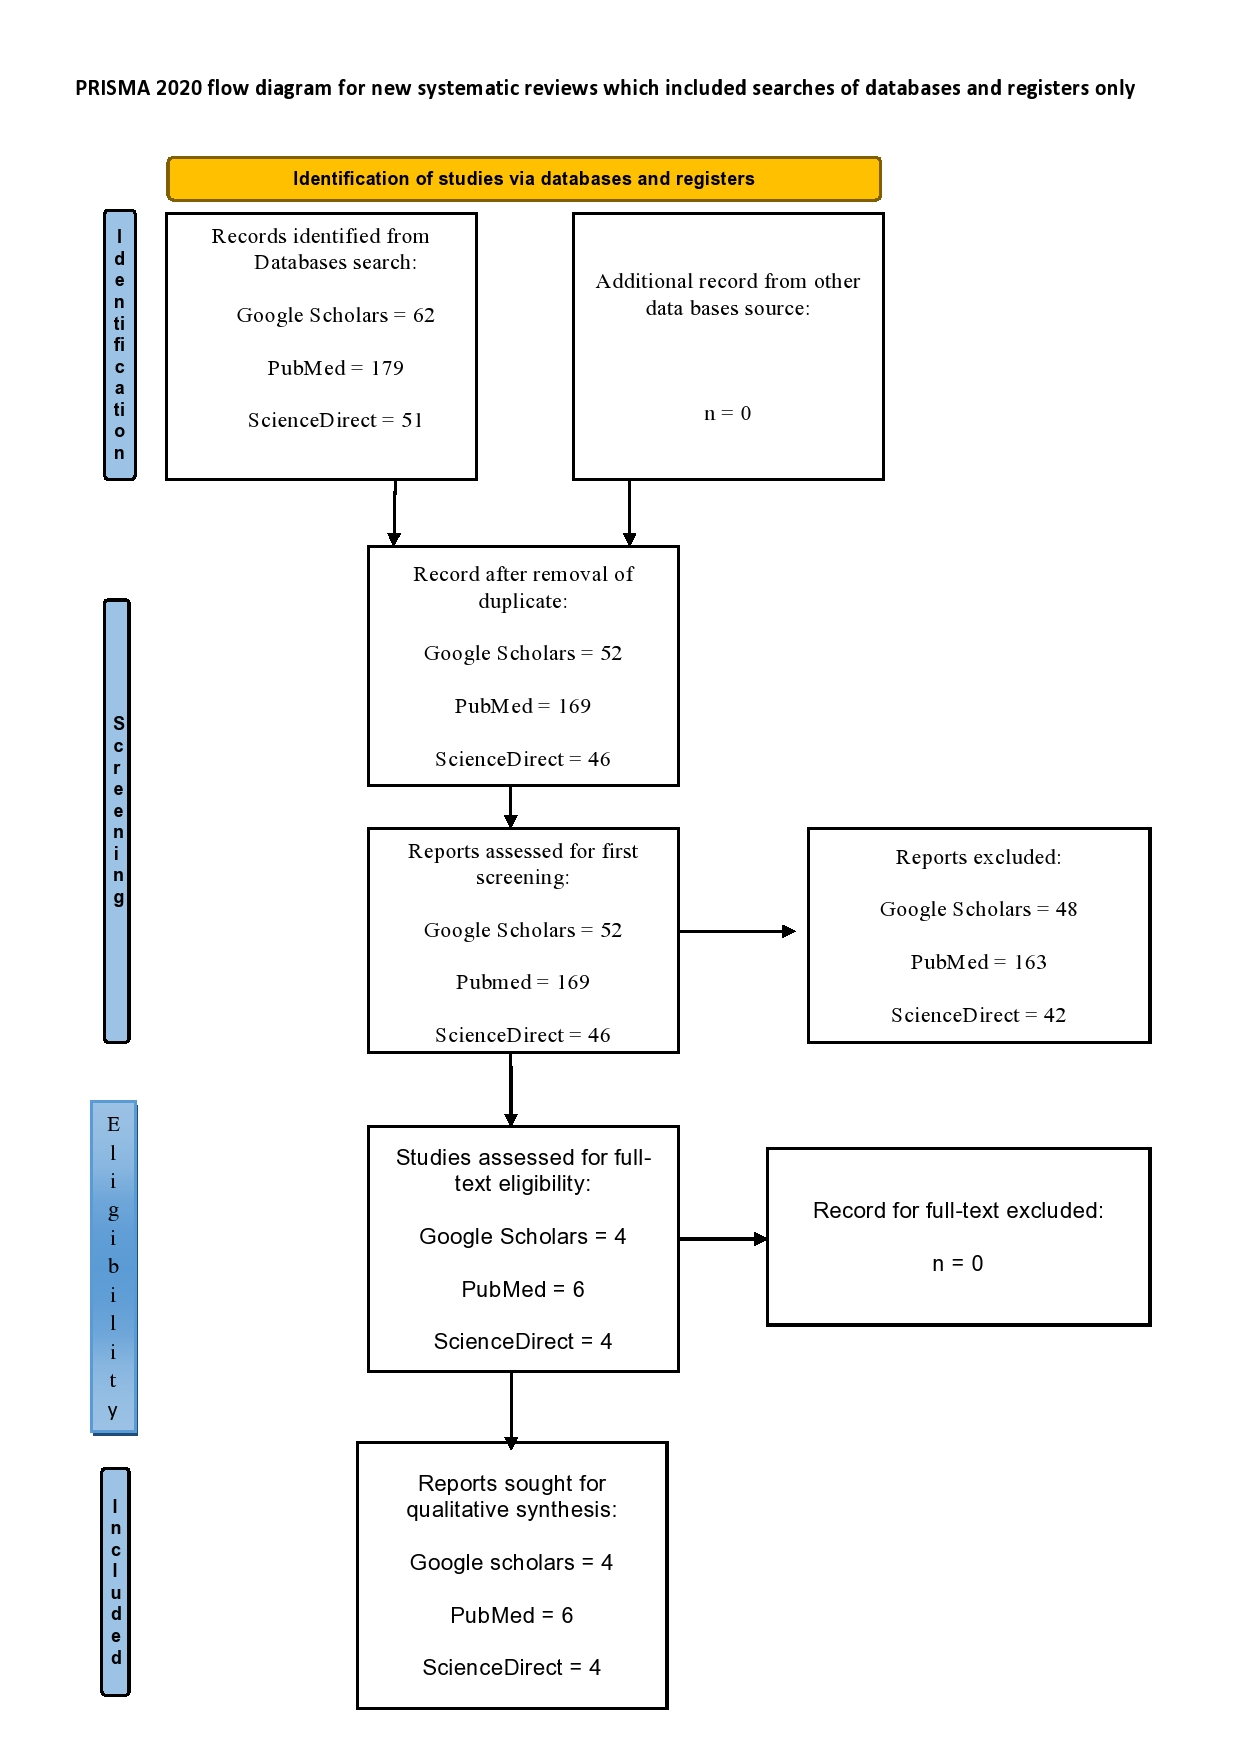 PRISMA 2020 flow diagram for new systematic reviews which included searches of databases and registers only
Identification of studies via databases and registers
Identification
Records identified from
Databases search:
Google Scholars = 62
PubMed = 179
ScienceDirect = 51
Additional record from other
data bases source:
n = 0
Screening
Record after removal of
duplicate:
Google Scholars = 52
PubMed = 169
ScienceDirect = 46
Reports assessed for first
screening:
Google Scholars = 52
Pubmed = 169
ScienceDirect = 46
Reports excluded:
Google Scholars = 48
PubMed = 163
ScienceDirect = 42
Eligibility
Studies assessed for full-
text eligibility:
Google Scholars = 4
PubMed = 6
ScienceDirect = 4
Record for full-text excluded:
n = 0
Included
Reports sought for
qualitative synthesis:
Google scholars = 4
PubMed = 6
ScienceDirect = 4